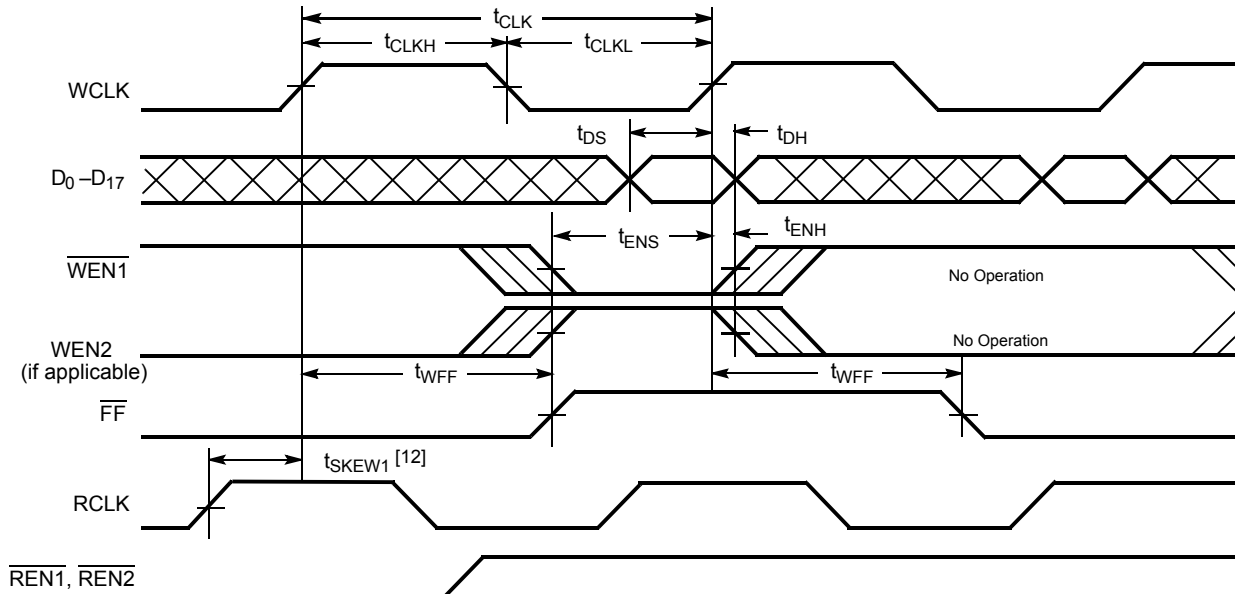 tCLK
tCLKH
tCLKL
WCLK
tDS
tDH
D0 –D17
tENS
tENH
WEN1
No Operation
WEN2
(if applicable)
No Operation
tWFF
tWFF
FF
tSKEW1 [12]
RCLK
REN1, REN2